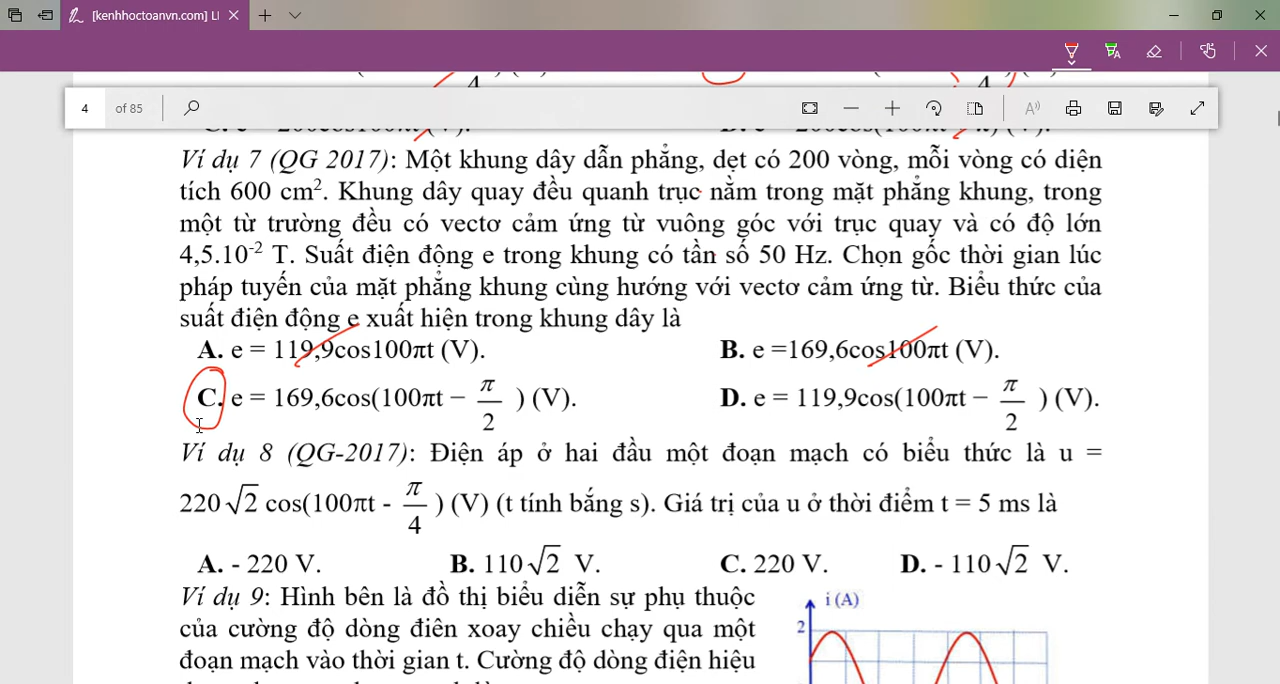 [kenhhoctoanvn.com] LI
4 of 85
Ví dụ 7 (QG 2017): Một khung dây dẫn phẳng, dẹt có 200 vòng, mỗi vòng có diện
tích 600 cm². Khung dây quay đều quanh trục nằm trong mặt phẳng khung, trong
một từ trường đều có vectơ cảm ứng từ vuông góc với trục quay và có độ lớn
4,5.10⁻² T. Suất điện động e trong khung có tần số 50 Hz. Chọn gốc thời gian lúc
pháp tuyến của mặt phẳng khung cùng hướng với vectơ cảm ứng từ. Biểu thức của
suất điện động e xuất hiện trong khung dây là
A. e = 119,9cos100πt (V). B. e =169,6cos100πt (V).
C. e = 169,6cos(100πt − π/2 ) (V). D. e = 119,9cos(100πt − π/2 ) (V).
Ví dụ 8 (QG-2017): Điện áp ở hai đầu một đoạn mạch có biểu thức là u =
220√2 cos(100πt - π/4 ) (V) (t tính bằng s). Giá trị của u ở thời điểm t = 5 ms là
A. - 220 V. B. 110√2 V. C. 220 V. D. - 110√2 V.
Ví dụ 9: Hình bên là đồ thị biểu diễn sự phụ thuộc
của cường độ dòng điên xoay chiều chạy qua một
đoạn mạch vào thời gian t. Cường độ dòng điện hiệu
i (A)
2